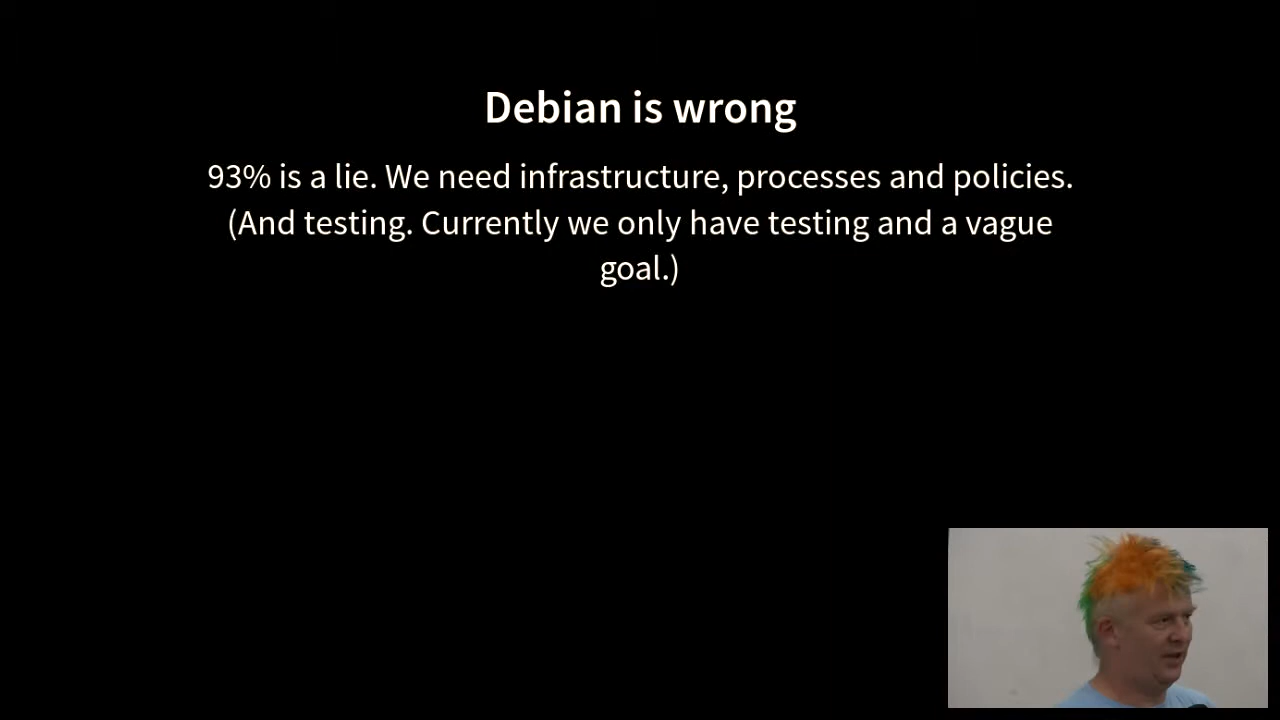 Debian is wrong
93% is a lie. We need infrastructure, processes and policies.
(And testing. Currently we only have testing and a vague
goal.)